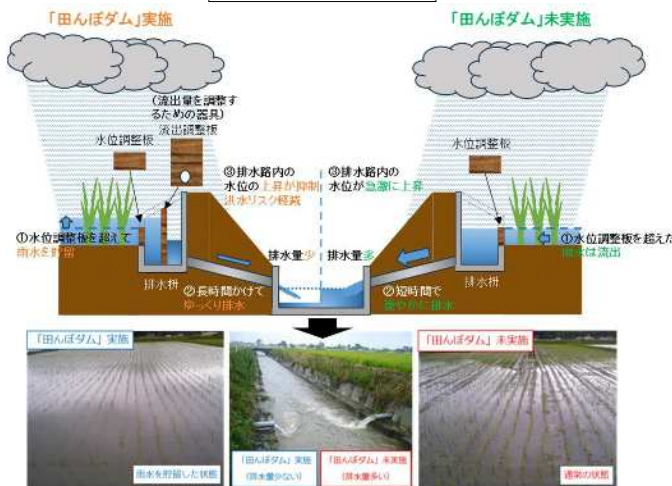 「田んぼダム」実施
「田んぼダム」未実施
(流出量を調整す
るための器具)
流出調整板
水位調整板
水位調整板
③排水路内の
水位の上昇が抑制
洪水リスク軽減
③排水路内の
水位が急激に上昇
①水位調整板を超えて
雨水を貯留
①水位調整板を超えた
雨水は流出
排水桝
排水桝
排水量少
排水量多
②長時間かけて
ゆっくり排水
②短時間で
速やかに排水
「田んぼダム」実施
「田んぼダム」未実施
雨水を貯留した状態
「田んぼダム」実施
(排水量少ない)
「田んぼダム」未実施
(排水量多い)
通常の状態